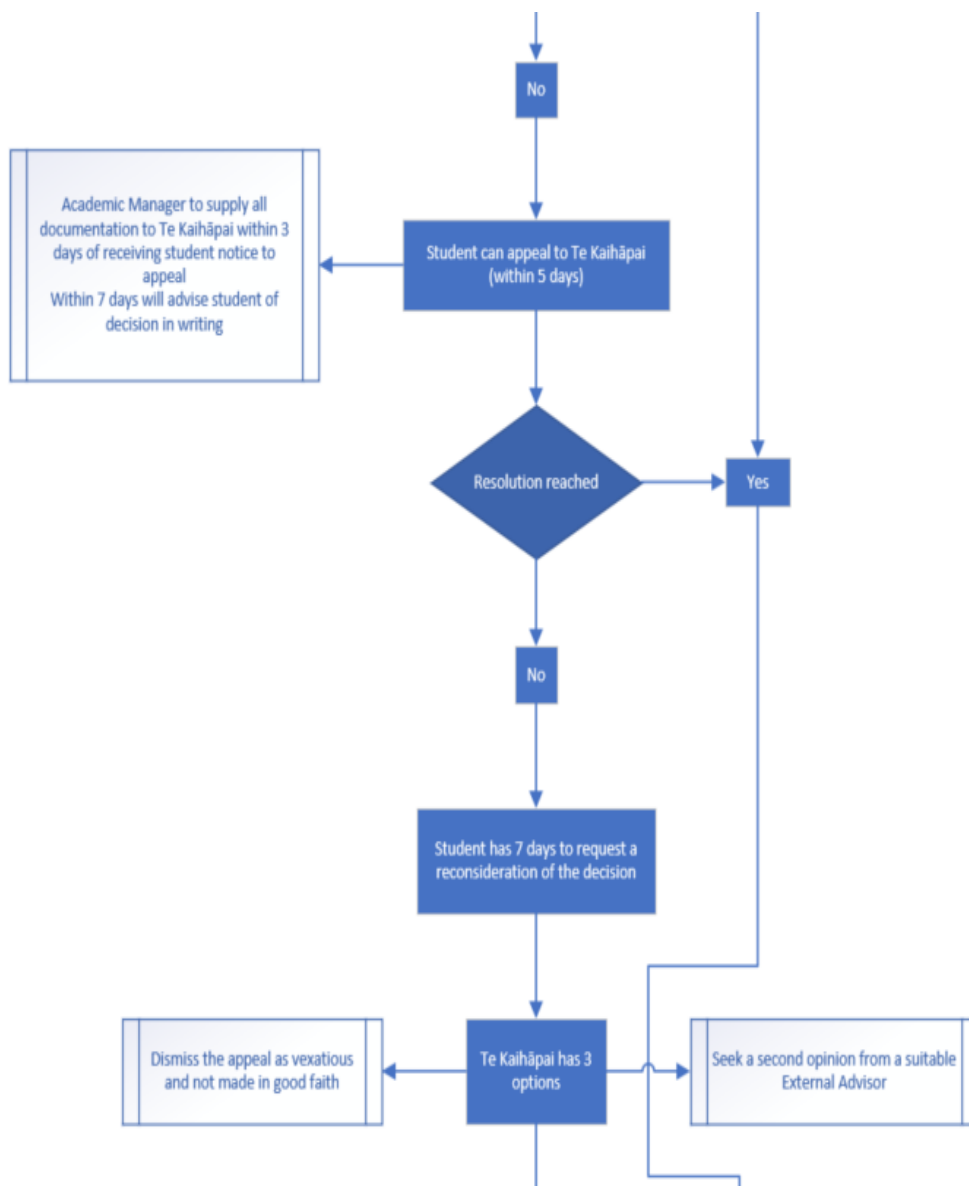 No
Academic Manager to supply all
documentation to Te Kaihāpai within 3
days of receiving student notice to
appeal
Within 7 days will advise student of
decision in writing
Student can appeal to Te Kaihāpai
(within 5 days)
Resolution reached
Yes
No
Student has 7 days to request a
reconsideration of the decision
Dismiss the appeal as vexatious
and not made in good faith
Te Kaihāpai has 3
options
Seek a second opinion from a suitable
External Advisor